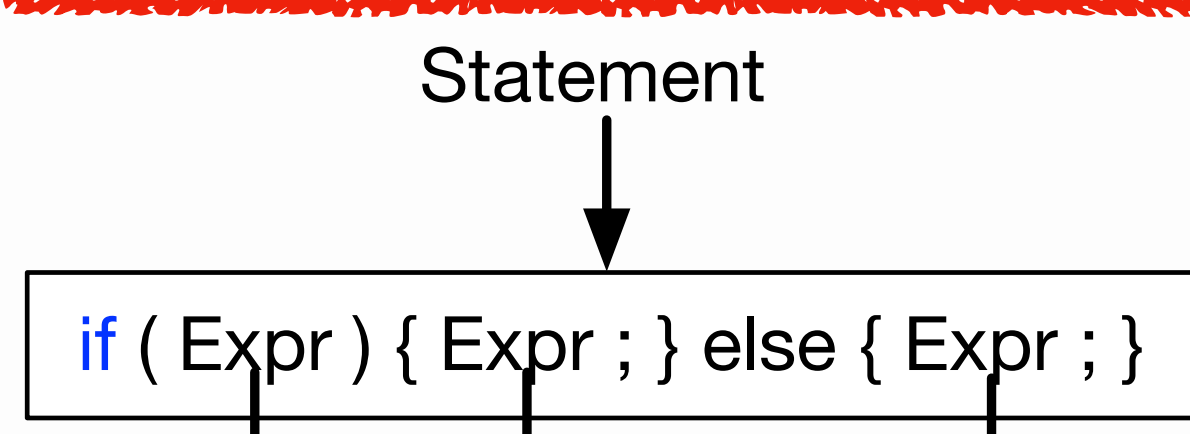 Statement
if ( Expr ) { Expr ; } else { Expr ; }